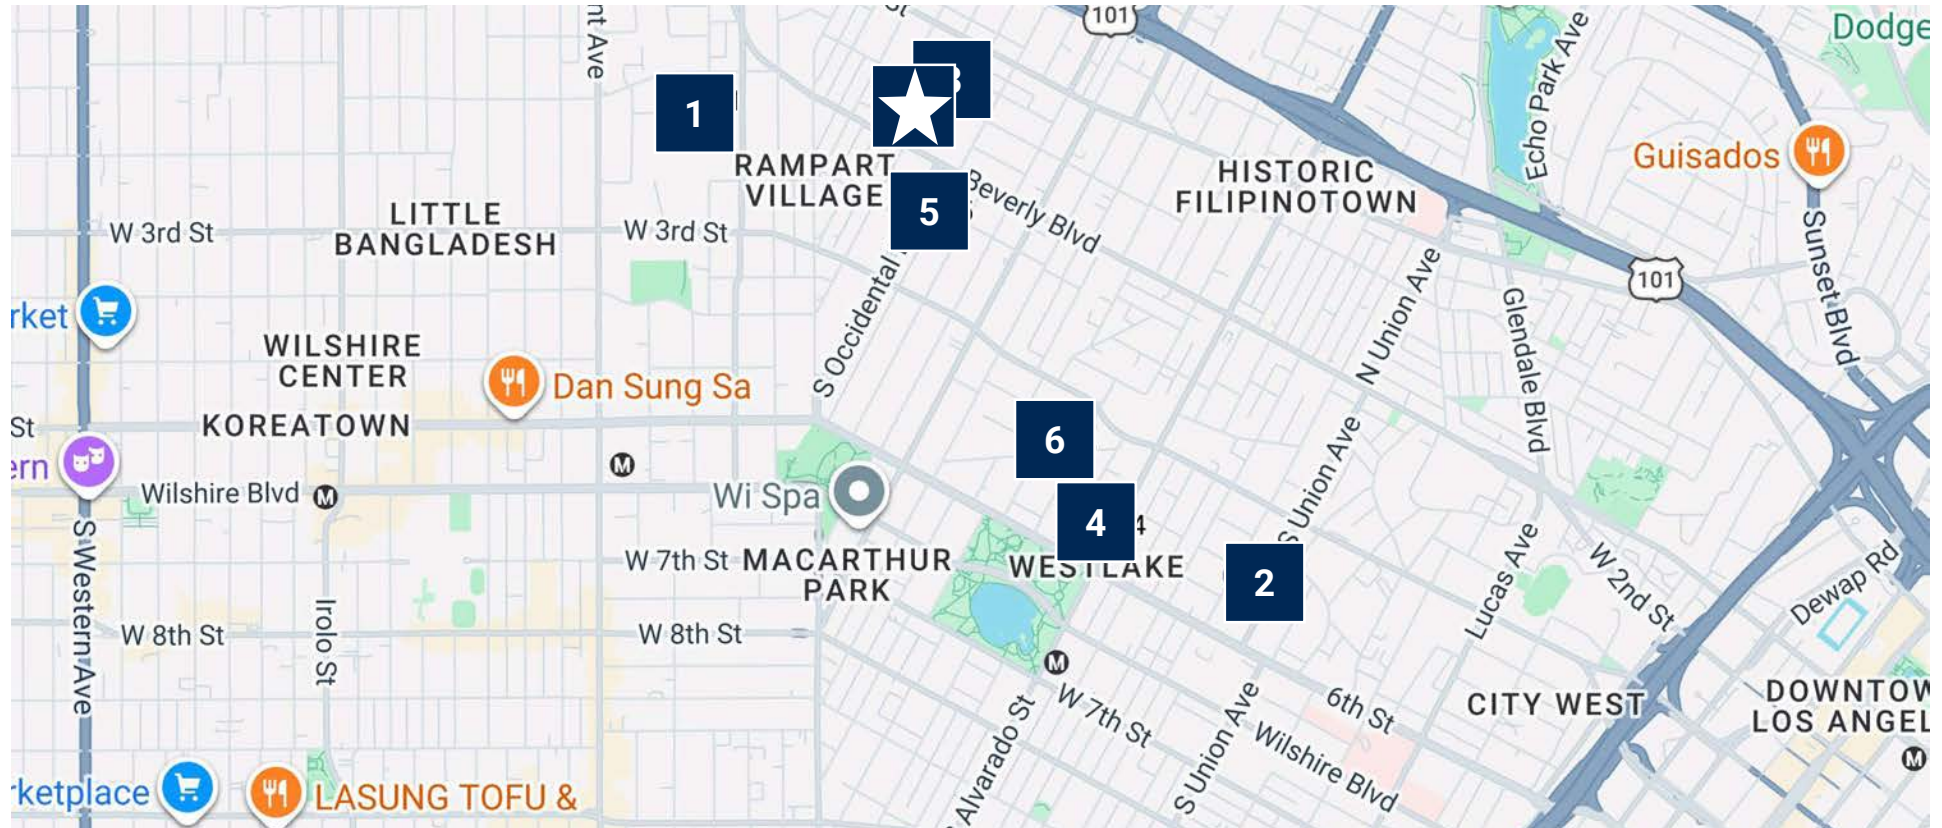 101
Dodge
nt Ave
3
1
Echo Park Ave
Guisados
RAMPART
VILLAGE
HISTORIC
FILIPINOTOWN
Beverly Blvd
5
LITTLE
BANGLADESH
W 3rd St
W 3rd St
101
Sunset Blvd
rket
S Occidental
N Union Ave
Glendale Blvd
WILSHIRE
CENTER
Dan Sung Sa
St
KOREATOWN
6
M
ern
Wilshire Blvd
M
Wi Spa
S Union Ave
4
4
W 7th St
MACARTHUR
PARK
WESTLAKE
2
Lucas Ave
W 2nd St
Dewap Rd
S Western Ave
Irolo St
W 8th St
W 8th St
M
W 7th St
6th St
CITY WEST
DOWNTOW
LOS ANGEL
M
Alvarado St
S Union Ave
Wilshire Blvd
rketplace
LASUNG TOFU &